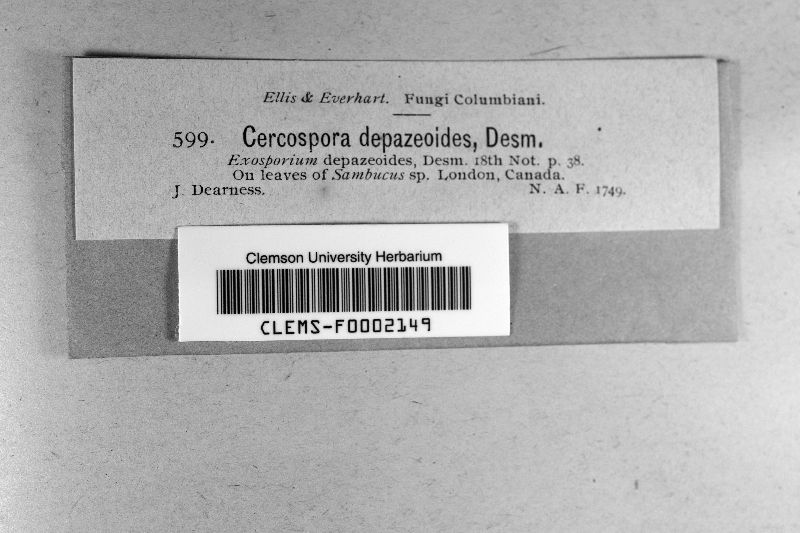 Ellis & Everhart. Fungi Columbiani.
599. Cercospora depazeoides, Desm.
Exosporium depazeoides, Desm. 18th Not. p. 38.
On leaves of Sambucus sp. London, Canada.
J. Dearness. N. A. F. 1749.
Clemson University Herbarium
CLEMS-F0002149